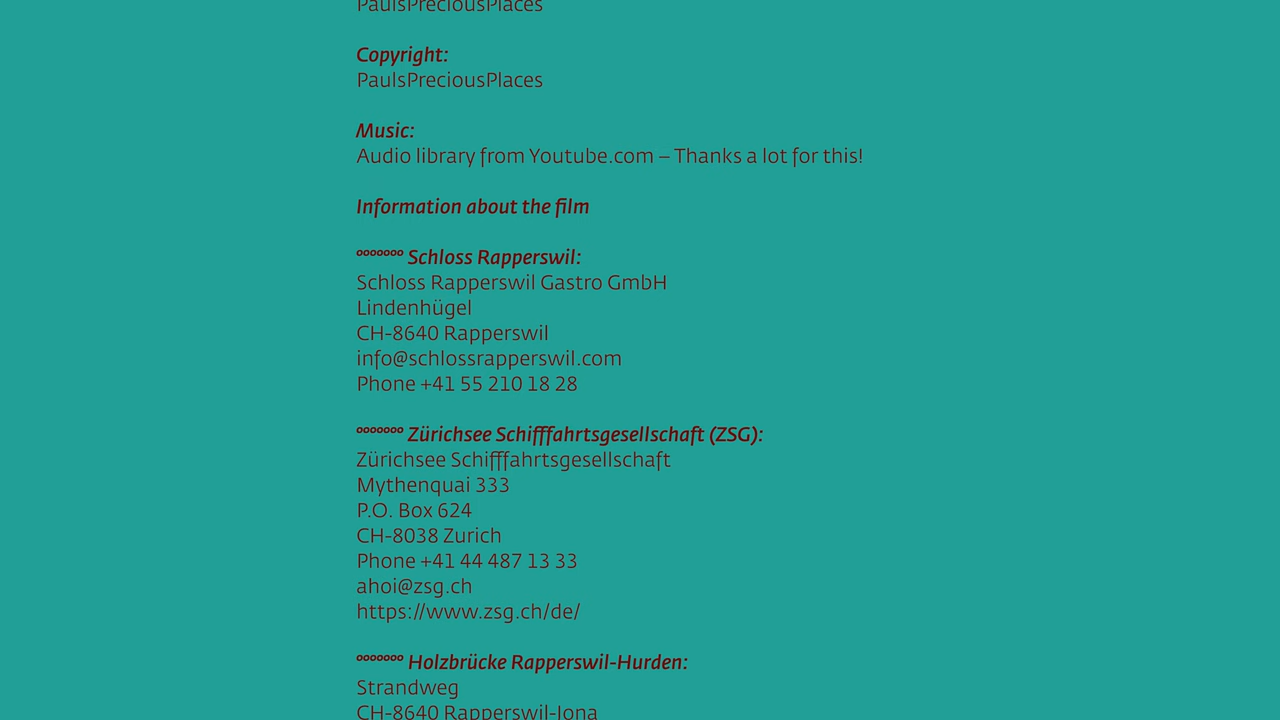 PaulsPreciousPlaces
Copyright:
PaulsPreciousPlaces
Music:
Audio library from Youtube.com – Thanks a lot for this!
Information about the film
ººººººº Schloss Rapperswil:
Schloss Rapperswil Gastro GmbH
Lindenhügel
CH-8640 Rapperswil
info@schlossrapperswil.com
Phone +41 55 210 18 28
ººººººº Zürichsee Schifffahrtsgesellschaft (ZSG):
Zürichsee Schifffahrtsgesellschaft
Mythenquai 333
P.O. Box 624
CH-8038 Zurich
Phone +41 44 487 13 33
ahoi@zsg.ch
https://www.zsg.ch/de/
ººººººº Holzbrücke Rapperswil-Hurden:
Strandweg
CH-8640 Rapperswil-Jona